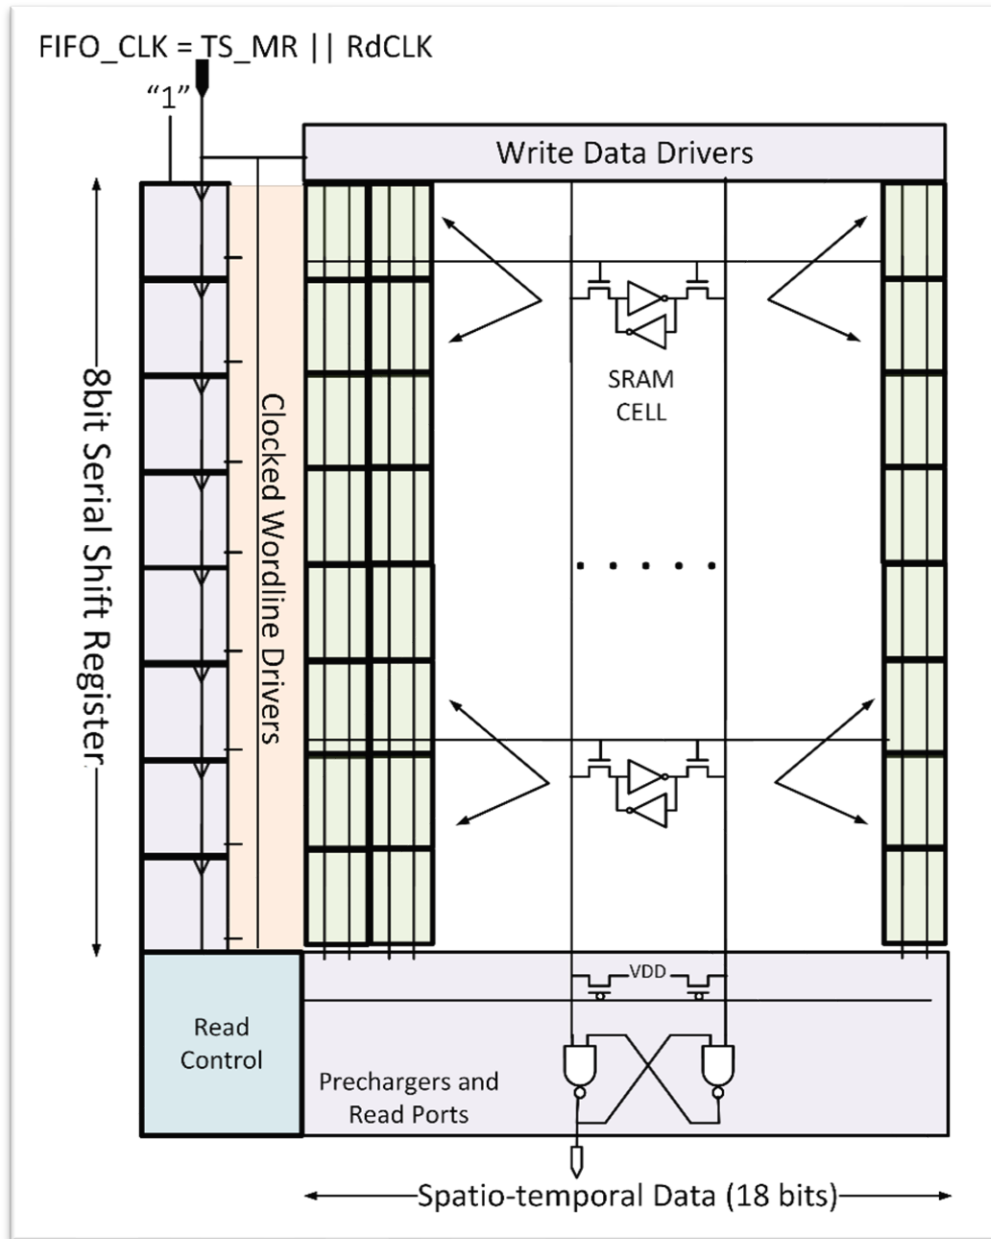 FIFO_CLK = TS_MR || RdCLK
“1”
Write Data Drivers
8bit Serial Shift Register
Clocked Wordline Drivers
SRAM
CELL
VDD
Read
Control
Prechargers and
Read Ports
Spatio-temporal Data (18 bits)